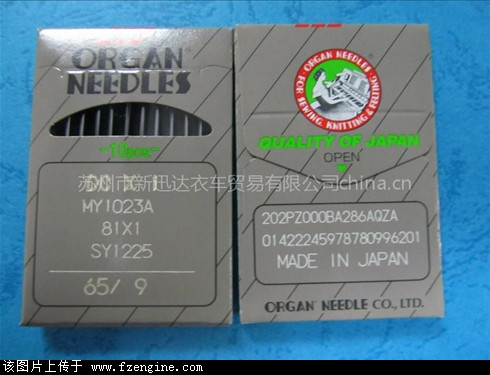 ORGAN
NEEDLES
-10pcs-
MY1023A
81X1
SY1225
65/ 9
ORGAN NEEDLES
FOR SEWING, KNITTING & FELTING
QUALITY OF JAPAN
OPEN
苏州市新迅达衣车贸易有限公司china.cn
202PZ000BA286AQZA
01422245978780996201
MADE IN JAPAN
ORGAN NEEDLE CO., LTD.
该图片上传于 www.fzengine.com